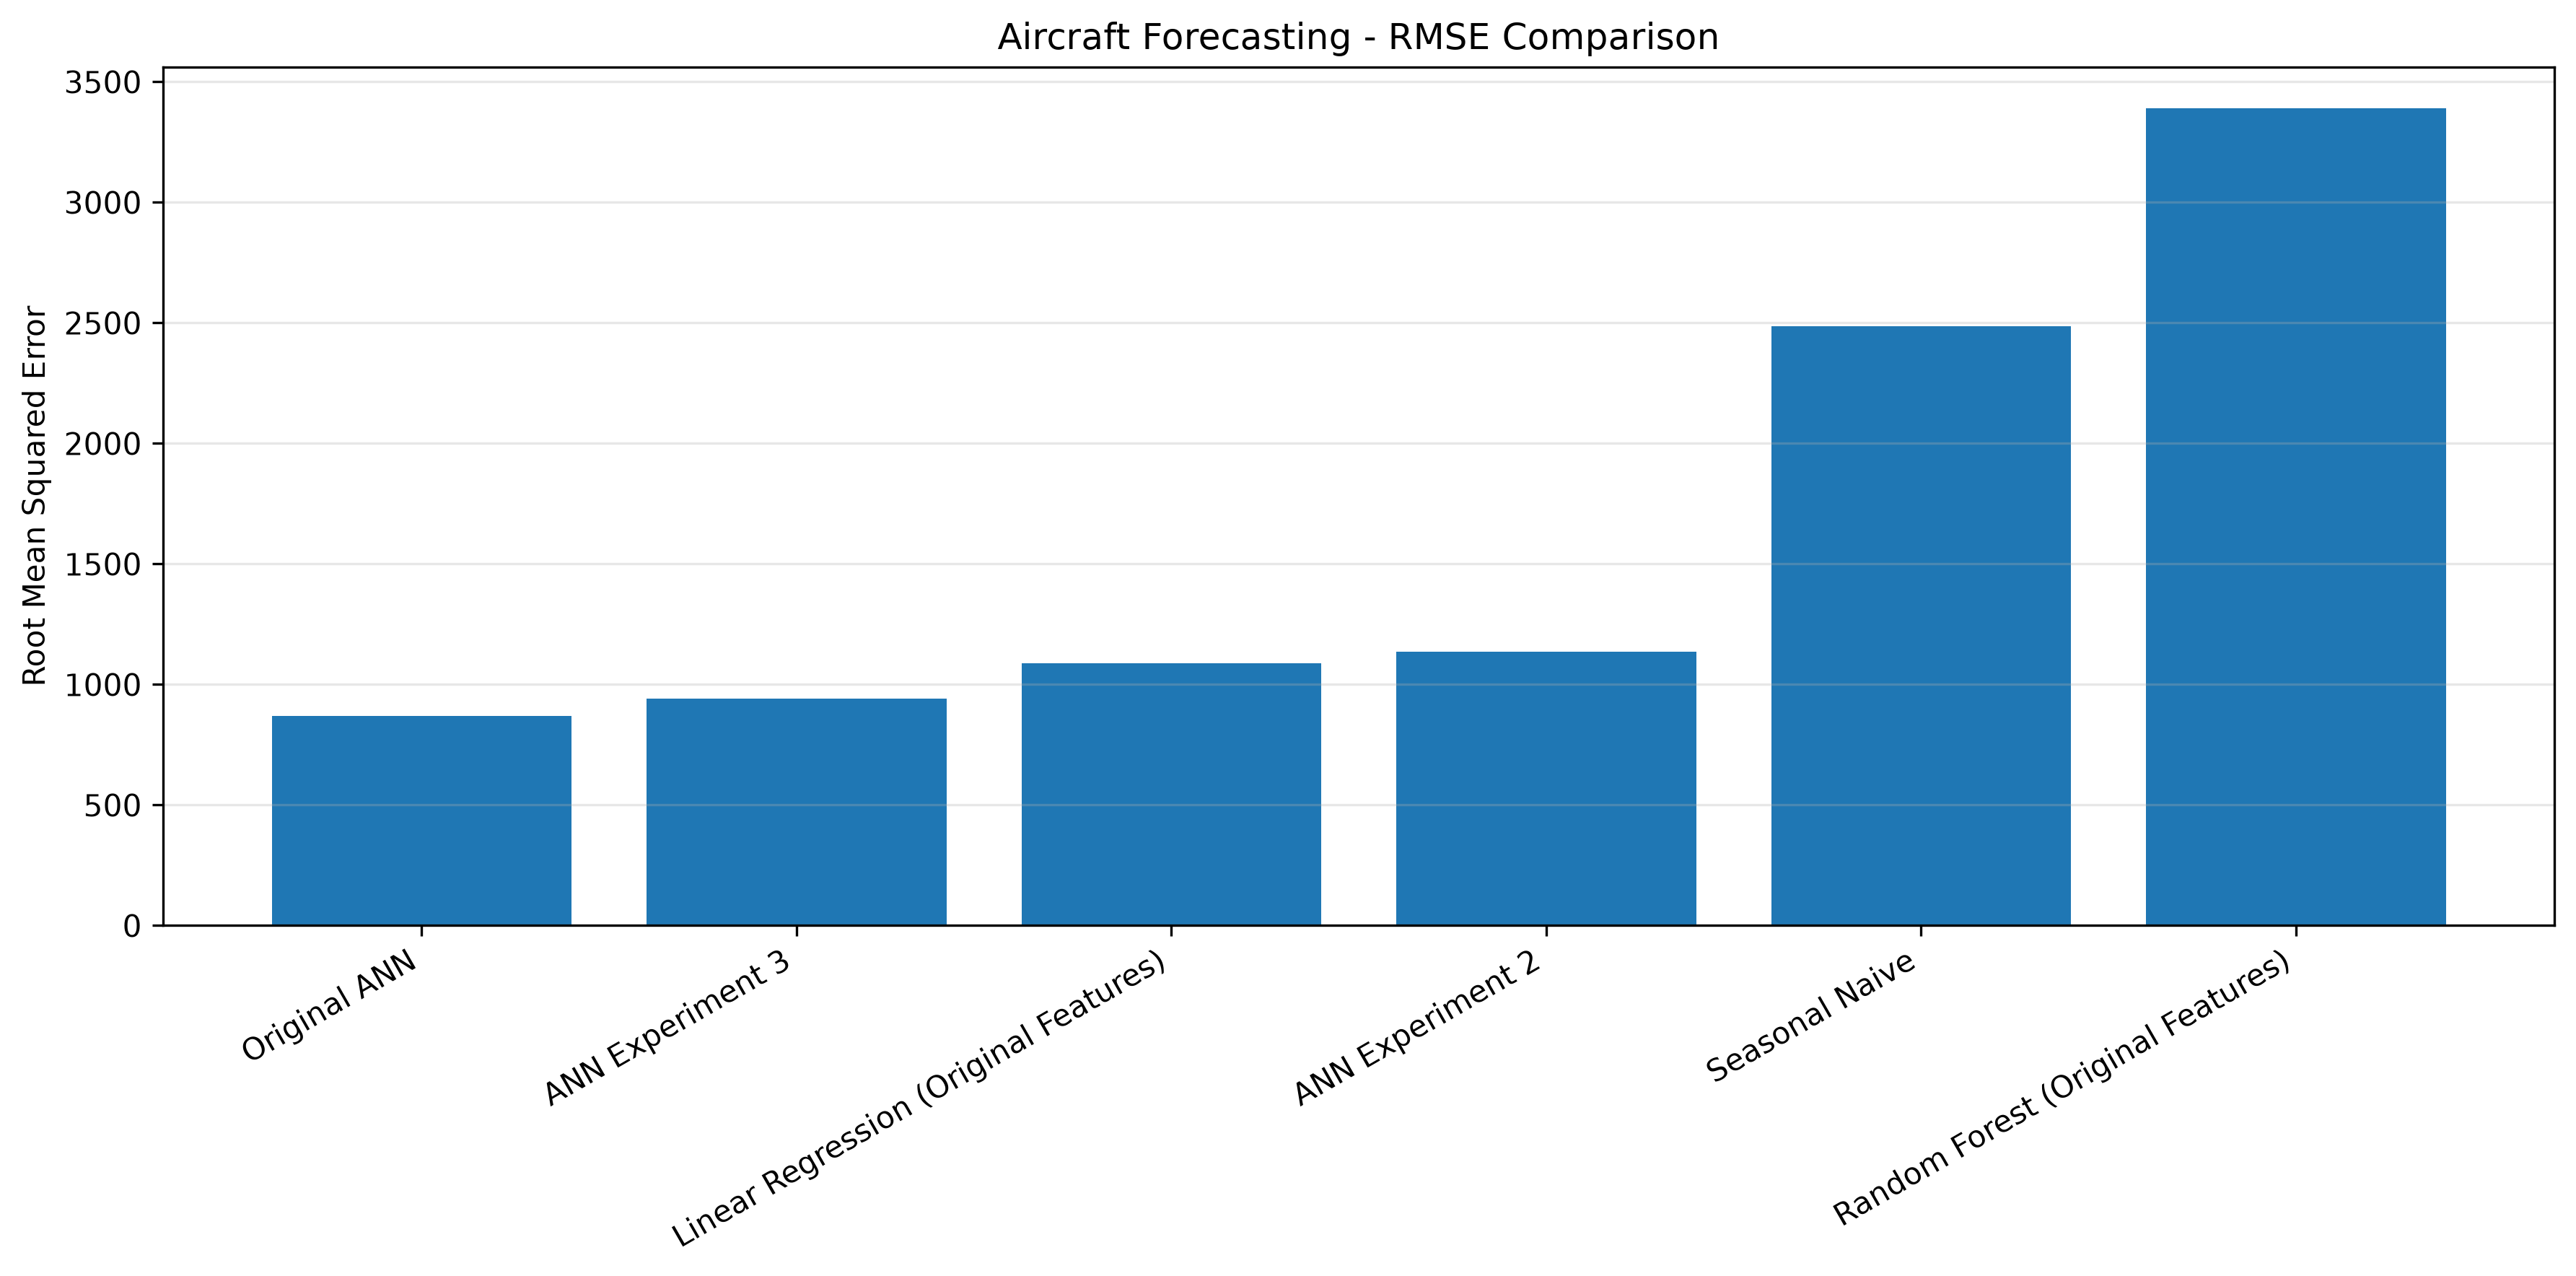 Aircraft Forecasting - RMSE Comparison
Root Mean Squared Error
3500
3000
2500
2000
1500
1000
500
0
Original ANN
ANN Experiment 3
Linear Regression (Original Features)
ANN Experiment 2
Seasonal Naive
Random Forest (Original Features)